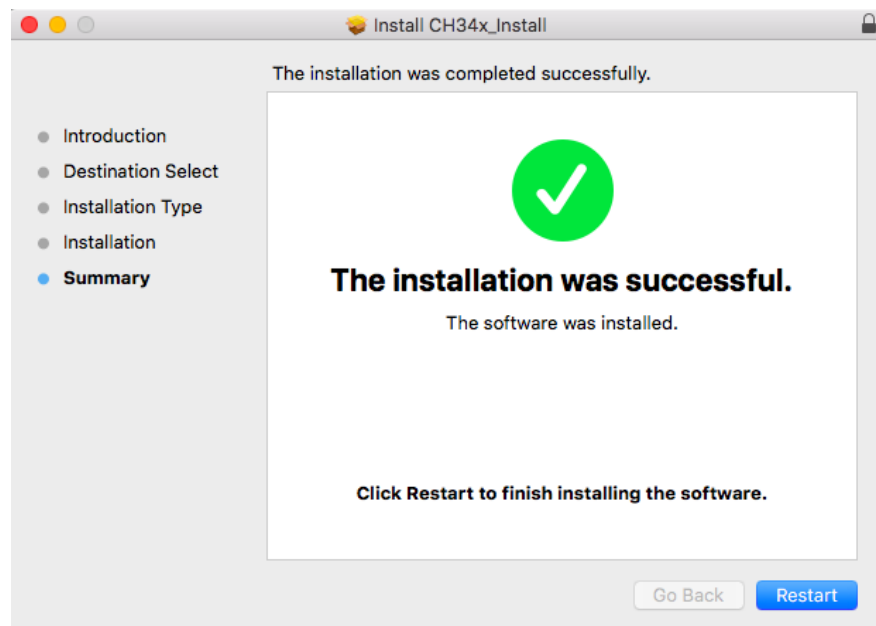 Install CH34x_Install
The installation was completed successfully.
Introduction
Destination Select
Installation Type
Installation
Summary
The installation was successful.
The software was installed.
Click Restart to finish installing the software.
Go Back
Restart